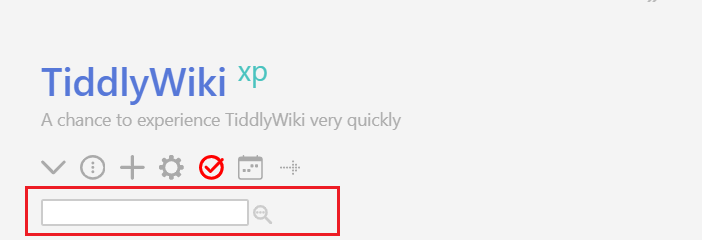 TiddlyWiki xp
A chance to experience TiddlyWiki very quickly